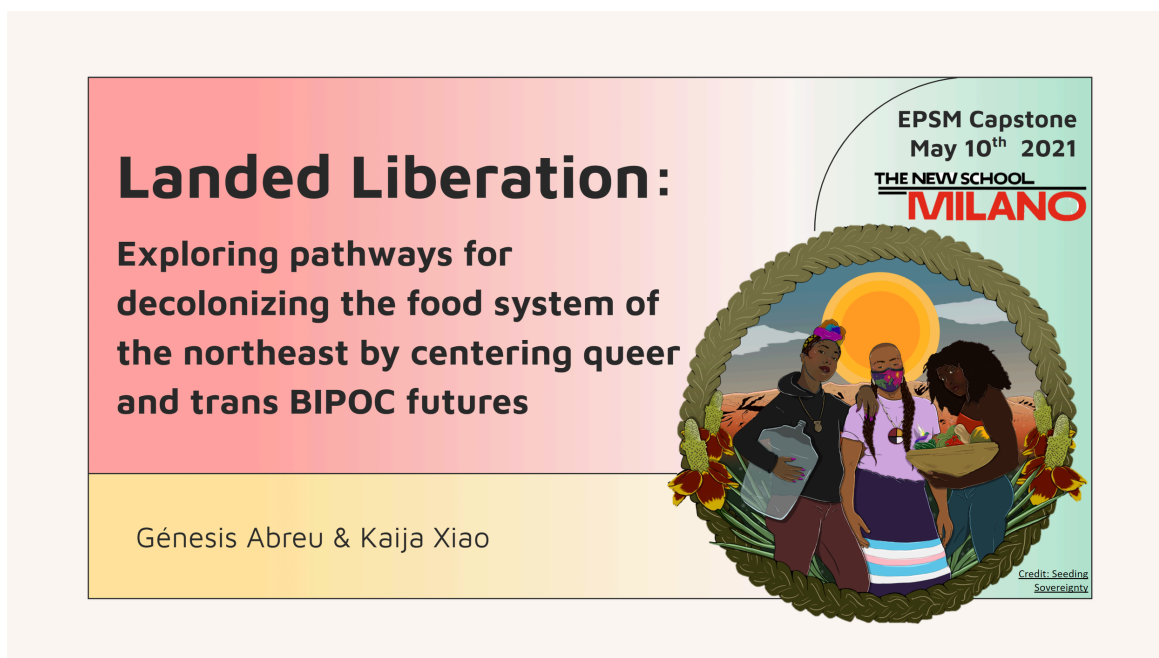 Landed Liberation:
Exploring pathways for
decolonizing the food system of
the northeast by centering queer
and trans BIPOC futures
Génesis Abreu & Kaija Xiao
EPSM Capstone
May 10th 2021
THE NEW SCHOOL
MILANO
Credit: Seeding
Sovereignty